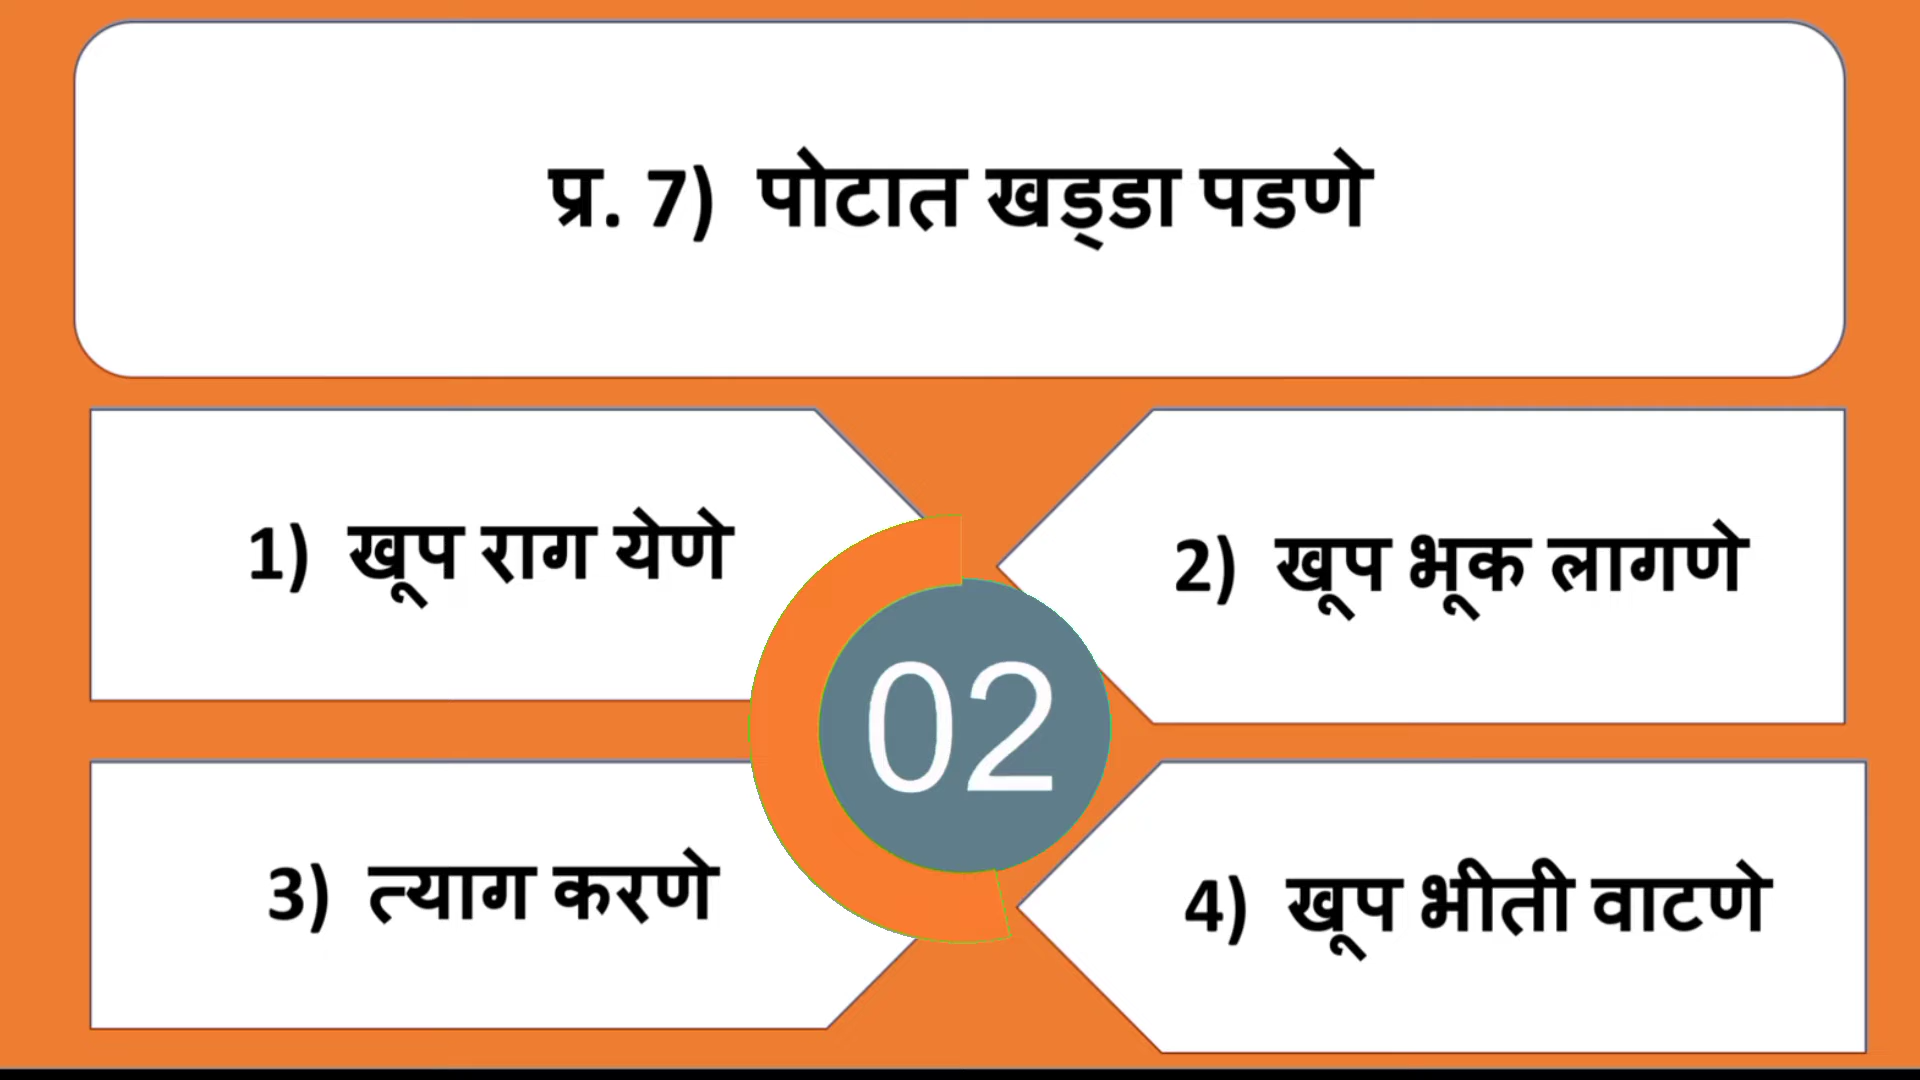 प्र. 7) पोटात खड्डा पडणे
1) खूप राग येणे
2) खूप भूक लागणे
02
3) त्याग करणे
4) खूप भीती वाटणे